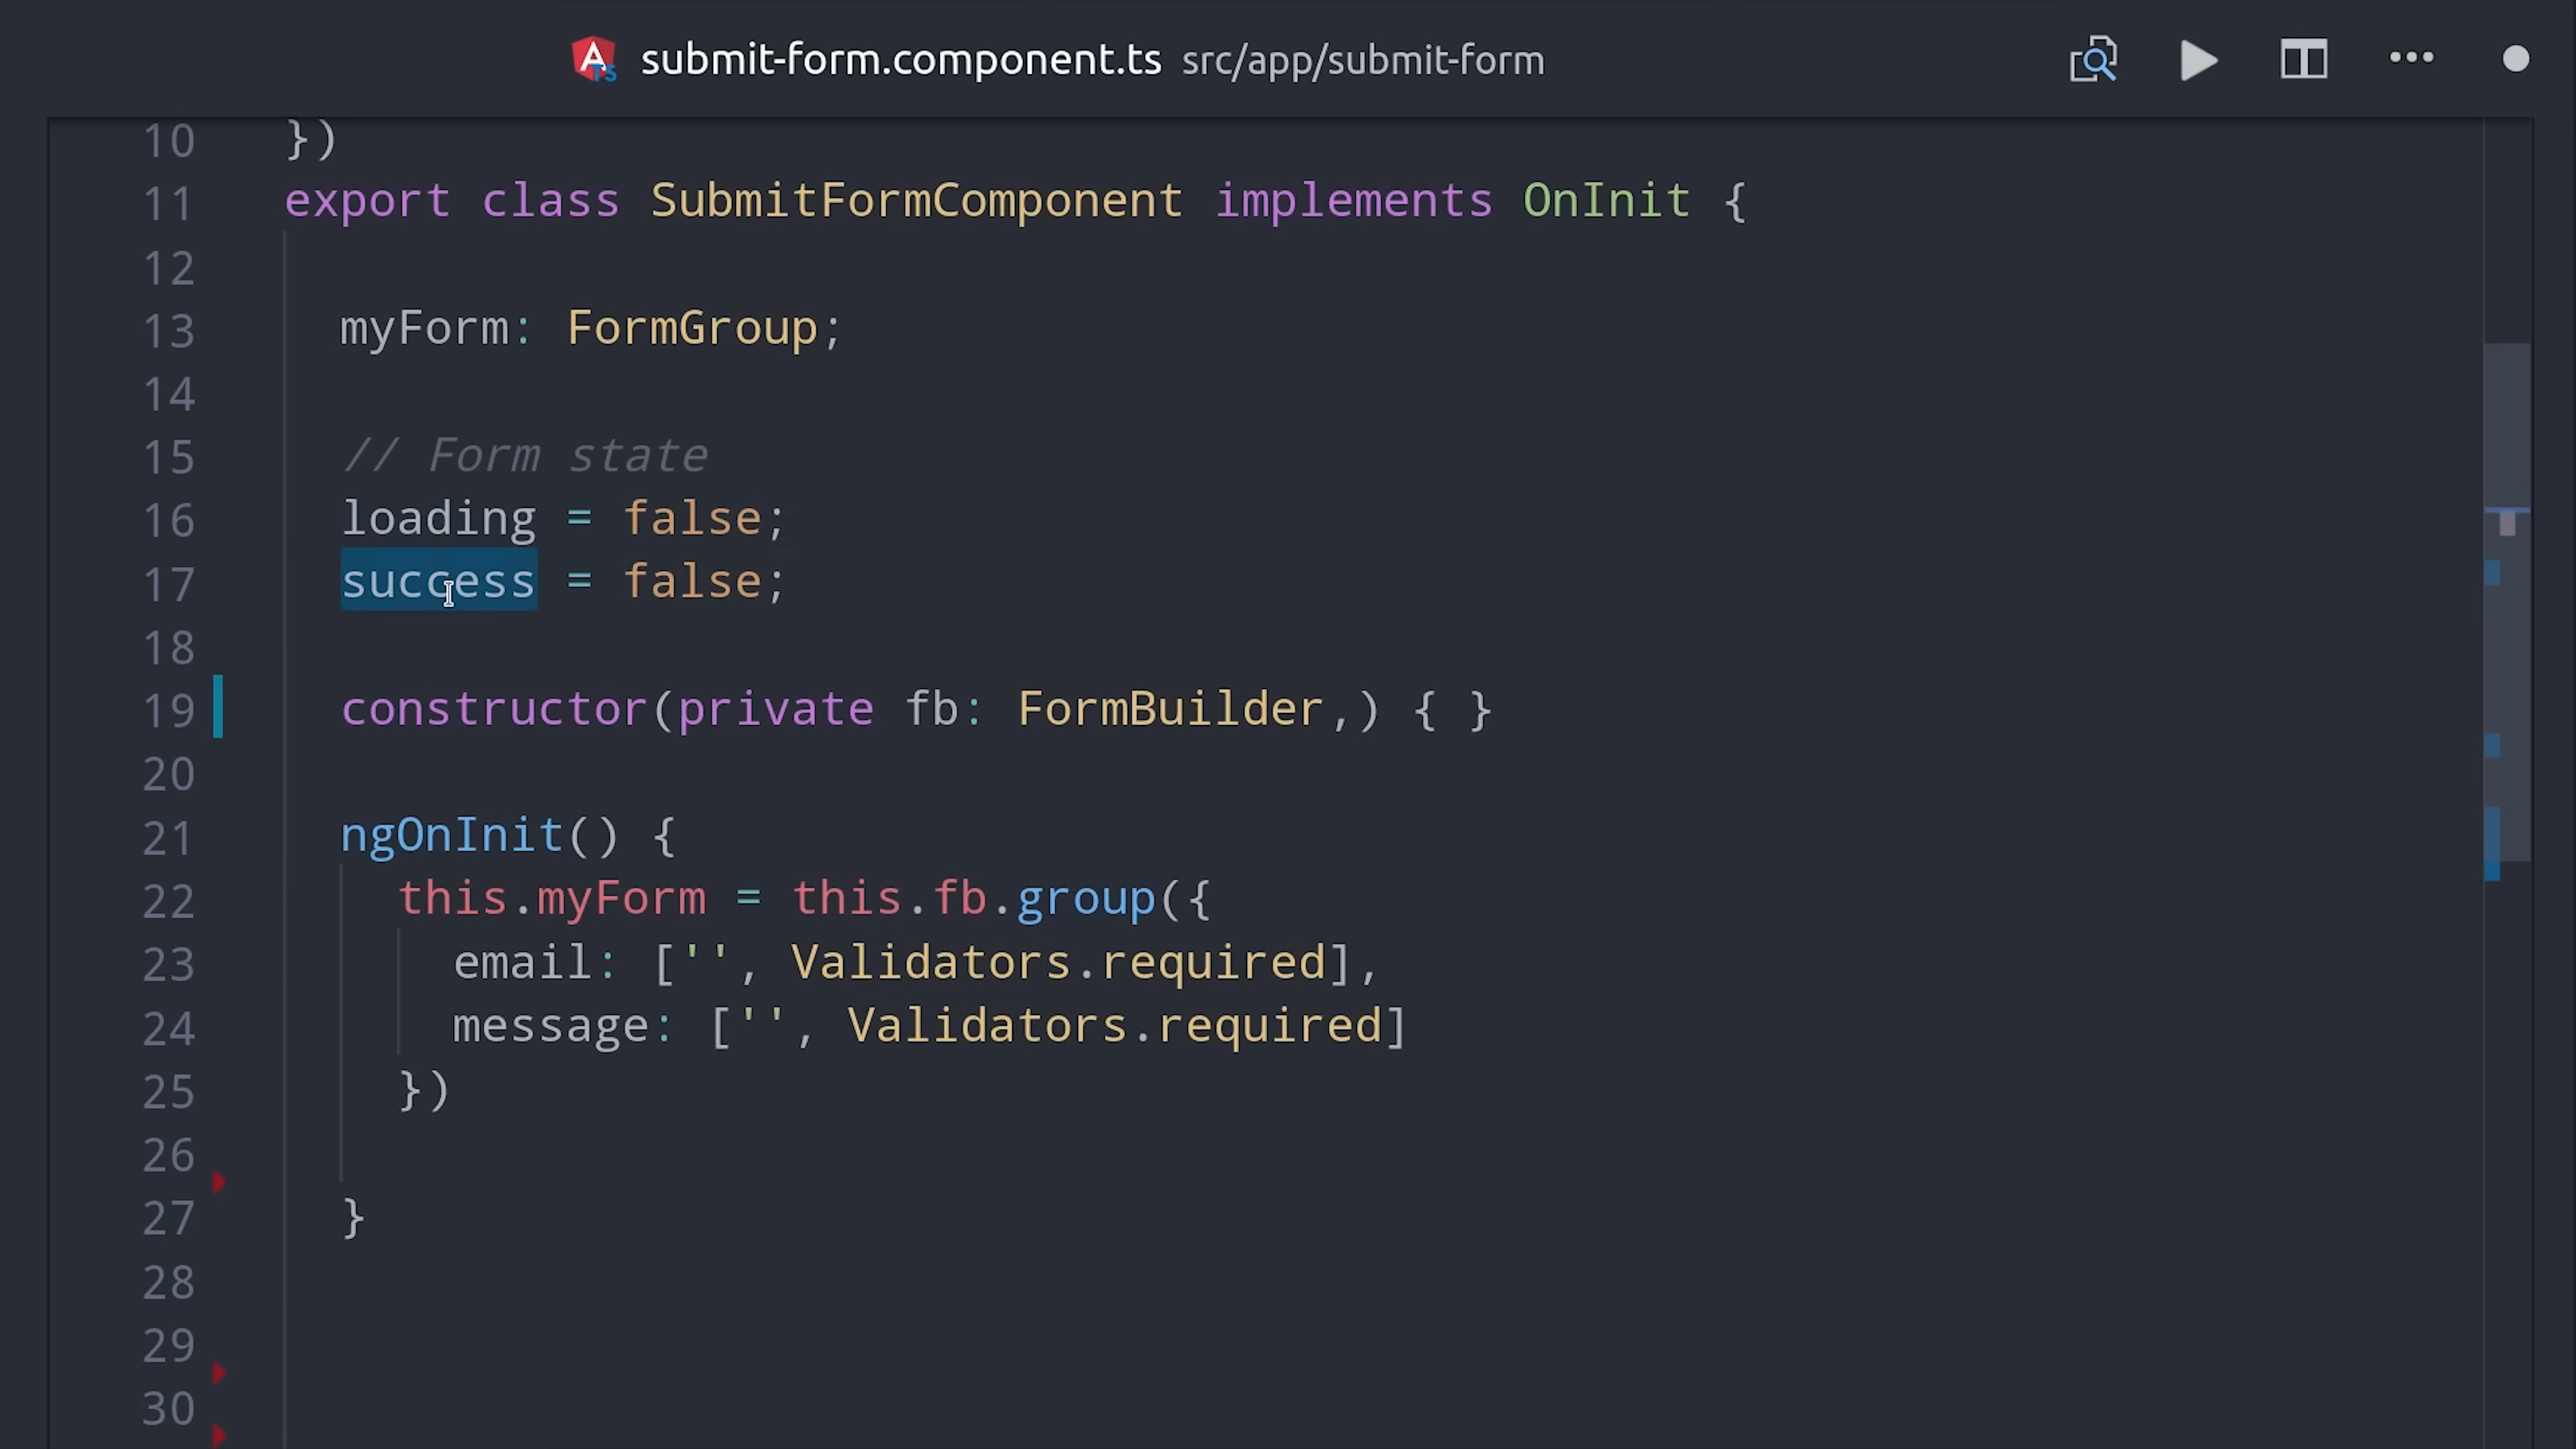 submit-form.component.ts src/app/submit-form
10 })
11 export class SubmitFormComponent implements OnInit {
12
13 myForm: FormGroup;
14
15 // Form state
16 loading = false;
17 success = false;
18
19 constructor(private fb: FormBuilder,) { }
20
21 ngOnInit() {
22 this.myForm = this.fb.group({
23 email: ['', Validators.required],
24 message: ['', Validators.required]
25 })
26
27 }
28
29
30